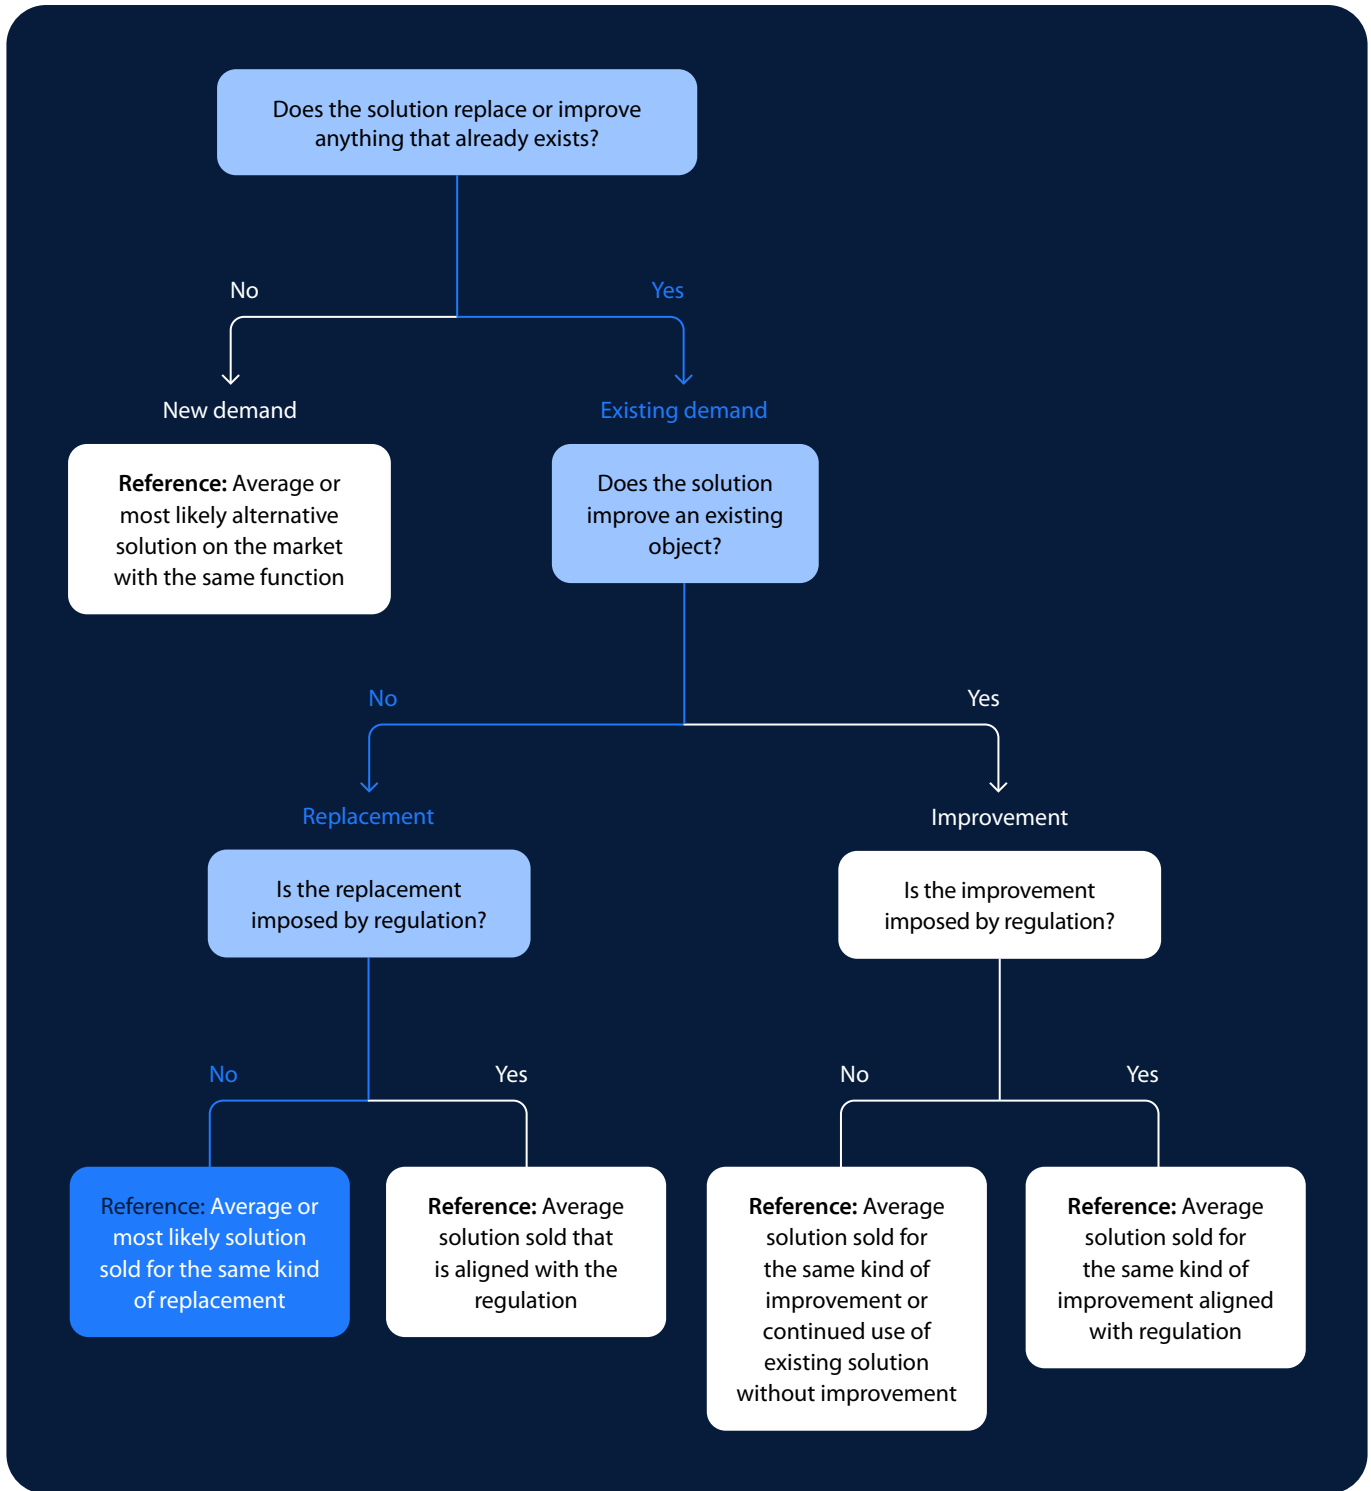 Does the solution replace or improve
anything that already exists?
No
Yes
New demand
Existing demand
Reference: Average or
most likely alternative
solution on the market
with the same function
Does the solution
improve an existing
object?
No
Yes
Replacement
Improvement
Is the replacement
imposed by regulation?
Is the improvement
imposed by regulation?
No
Yes
No
Yes
Reference: Average or
most likely solution
sold for the same kind
of replacement
Reference: Average
solution sold that
is aligned with the
regulation
Reference: Average
solution sold for
the same kind of
improvement or
continued use of
existing solution
without improvement
Reference: Average
solution sold for
the same kind of
improvement aligned
with regulation